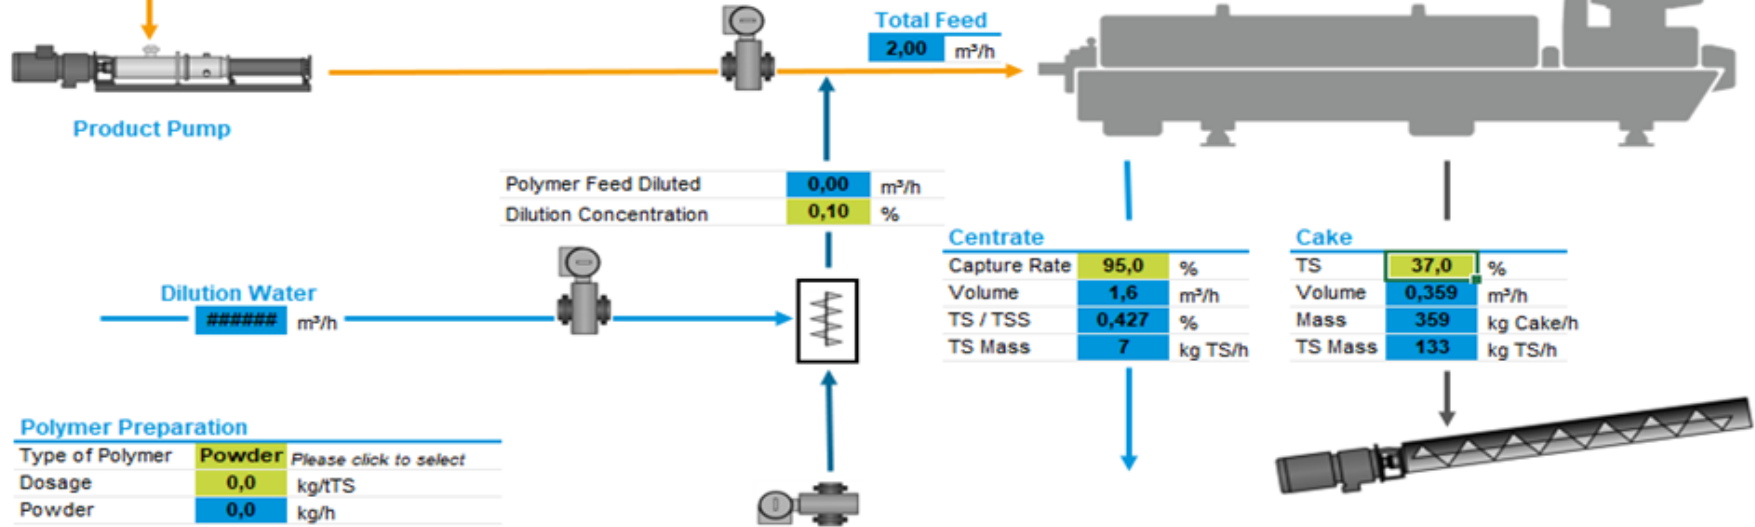 Total Feed
2,00 m³/h
Product Pump
Polymer Feed Diluted 0,00 m³/h
Dilution Concentration 0,10 %
Centrate
Capture Rate 95,0 %
Volume 1,6 m³/h
TS / TSS 0,427 %
TS Mass 7 kg TS/h
Cake
TS 37,0 %
Volume 0,359 m³/h
Mass 359 kg Cake/h
TS Mass 133 kg TS/h
Dilution Water
###### m³/h
Polymer Preparation
Type of Polymer Powder Please click to select
Dosage 0,0 kg/tTS
Powder 0,0 kg/h